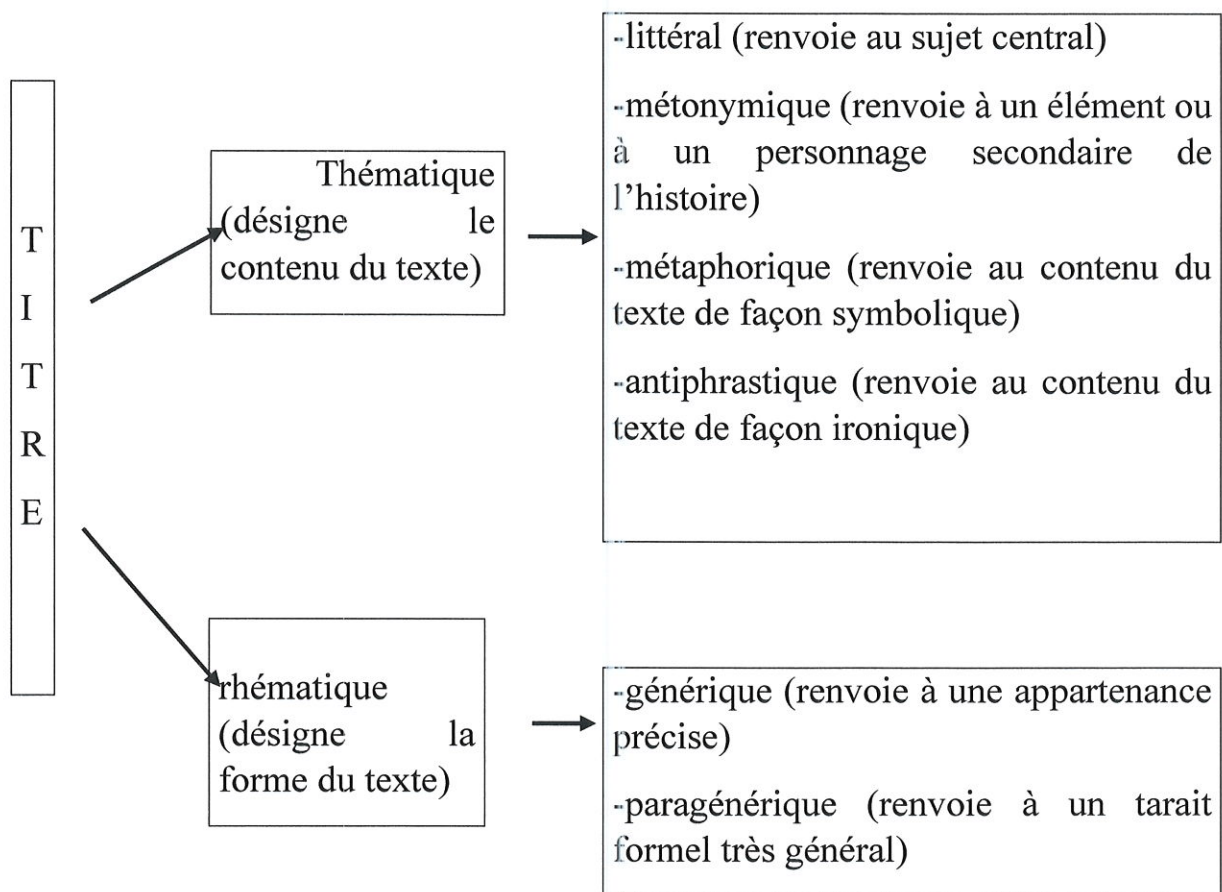 T
I
T
R
E
Thématique
(désigne le
contenu du texte)
-littéral (renvoie au sujet central)
-métonymique (renvoie à un élément ou
à un personnage secondaire de
l’histoire)
-métaphorique (renvoie au contenu du
texte de façon symbolique)
-antiphrastique (renvoie au contenu du
texte de façon ironique)
rhématique
(désigne la
forme du texte)
-générique (renvoie à une appartenance
précise)
-paragénérique (renvoie à un tarait
formel très général)